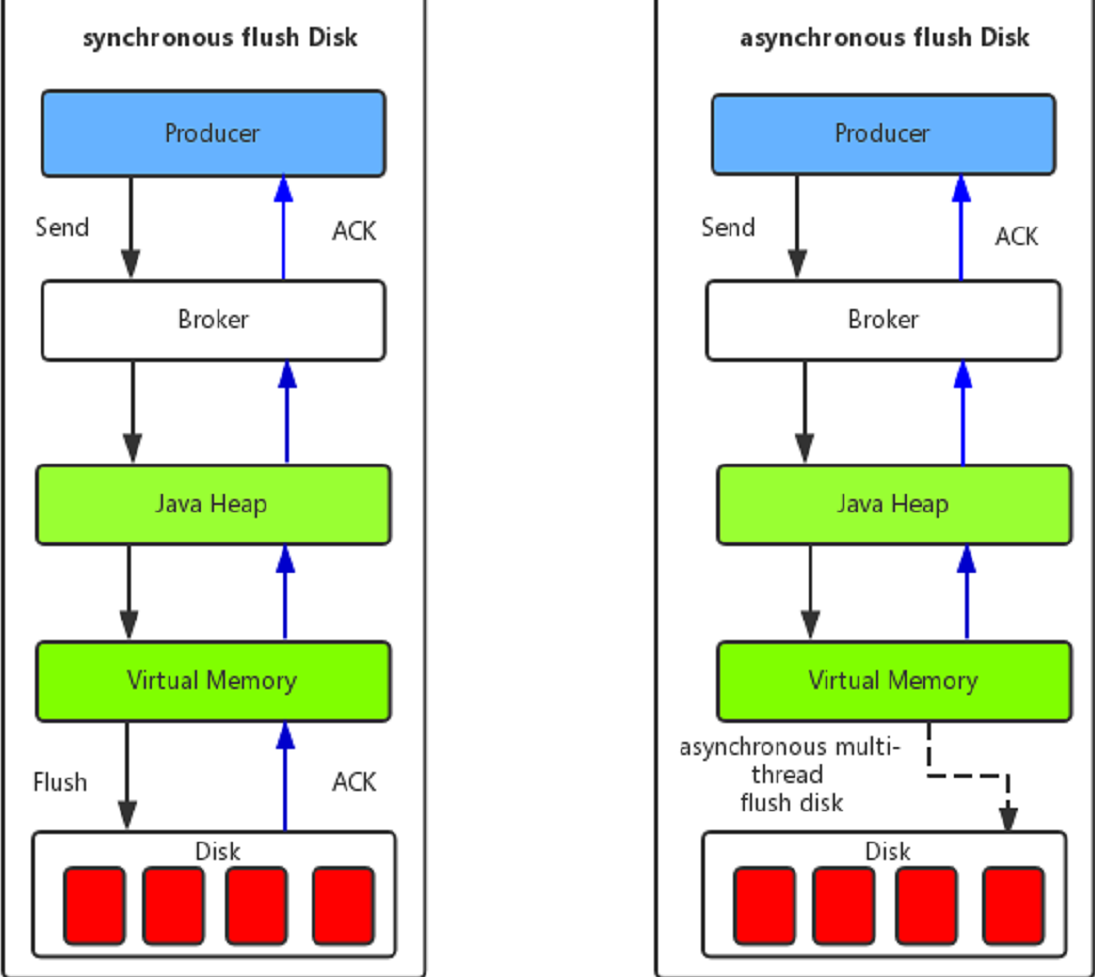 synchronous flush Disk
Producer
Send
ACK
Broker
Java Heap
Virtual Memory
Flush
ACK
Disk
asynchronous flush Disk
Producer
Send
ACK
Broker
Java Heap
Virtual Memory
asynchronous multi-
thread
flush disk
Disk